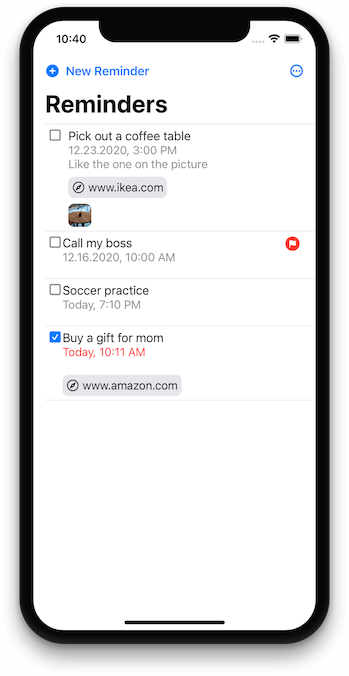 10:40
New Reminder
Reminders
Pick out a coffee table
12.23.2020, 3:00 PM
Like the one on the picture
www.ikea.com
Call my boss
12.16.2020, 10:00 AM
Soccer practice
Today, 7:10 PM
Buy a gift for mom
Today, 10:11 AM
www.amazon.com